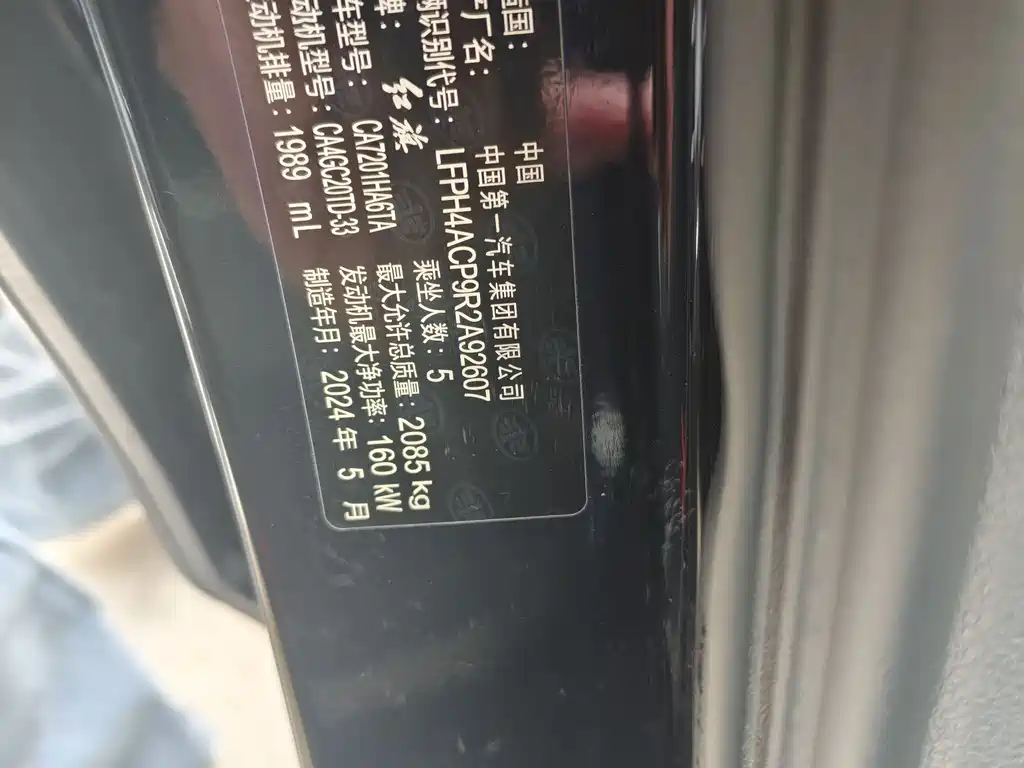 造国: 中国
产厂名: 中国第一汽车集团有限公司
辆识别代号: LFPH4ACP9R2A92607
牌: 红旗 乘坐人数: 5
车型号: CA7201HA6TA 最大允许总质量: 2085 kg
动机型号: CA4GC20TD-33 发动机最大净功率: 160 kW
动机排量: 1989 mL 制造年月: 2024 年 5 月